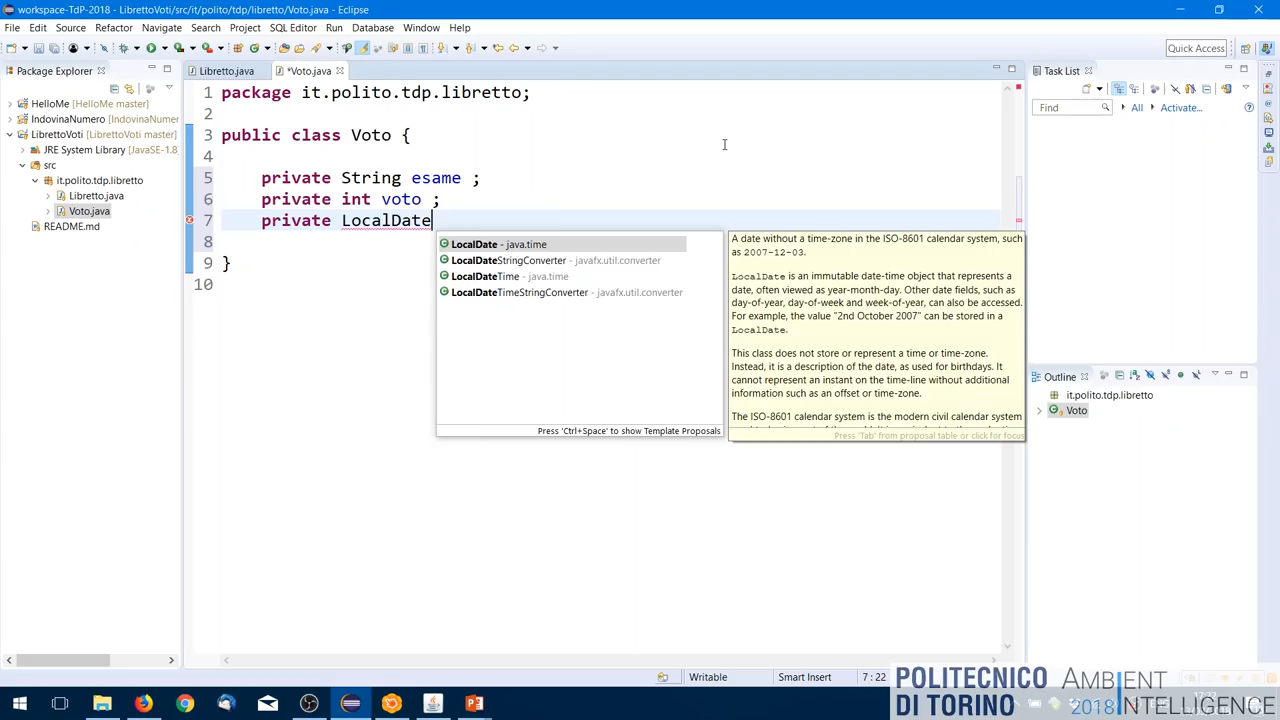 workspace-TdP-2018 - LibrettoVoti/src/it/polito/tdp/libretto/Voto.java - Eclipse
File Edit Source Refactor Navigate Search Project SQL Editor Run Database Window Help
Quick Access
Package Explorer
Libretto.java
*Voto.java
Task List
HelloMe [HelloMe master]
IndovinaNumero [IndovinaNumer
LibrettoVoti [LibrettoVoti master]
JRE System Library [JavaSE-1.8
src
it.polito.tdp.libretto
Libretto.java
Voto.java
README.md
1 package it.polito.tdp.libretto;
2
3 public class Voto {
4
5 private String esame ;
6 private int voto ;
7 private LocalDate
8
9 }
10
LocalDate - java.time
LocalDateStringConverter - javafx.util.converter
LocalDateTime - java.time
LocalDateTimeStringConverter - javafx.util.converter
Press 'Ctrl+Space' to show Template Proposals
A date without a time-zone in the ISO-8601 calendar system, such
as 2007-12-03.
LocalDate is an immutable date-time object that represents a
date, often viewed as year-month-day. Other date fields, such as
day-of-year, day-of-week and week-of-year, can also be accessed.
For example, the value "2nd October 2007" can be stored in a
LocalDate.
This class does not store or represent a time or time-zone.
Instead, it is a description of the date, as used for birthdays. It
cannot represent an instant on the time-line without additional
information such as an offset or time-zone.
The ISO-8601 calendar system is the modern civil calendar system
Press 'Tab' from proposal table or click for focus
Find
All
Activate...
Outline
it.polito.tdp.libretto
Voto
Writable
Smart Insert
7 : 22
POLITECNICO
DI TORINO
AMBIENT
2018 INTELLIGENCE